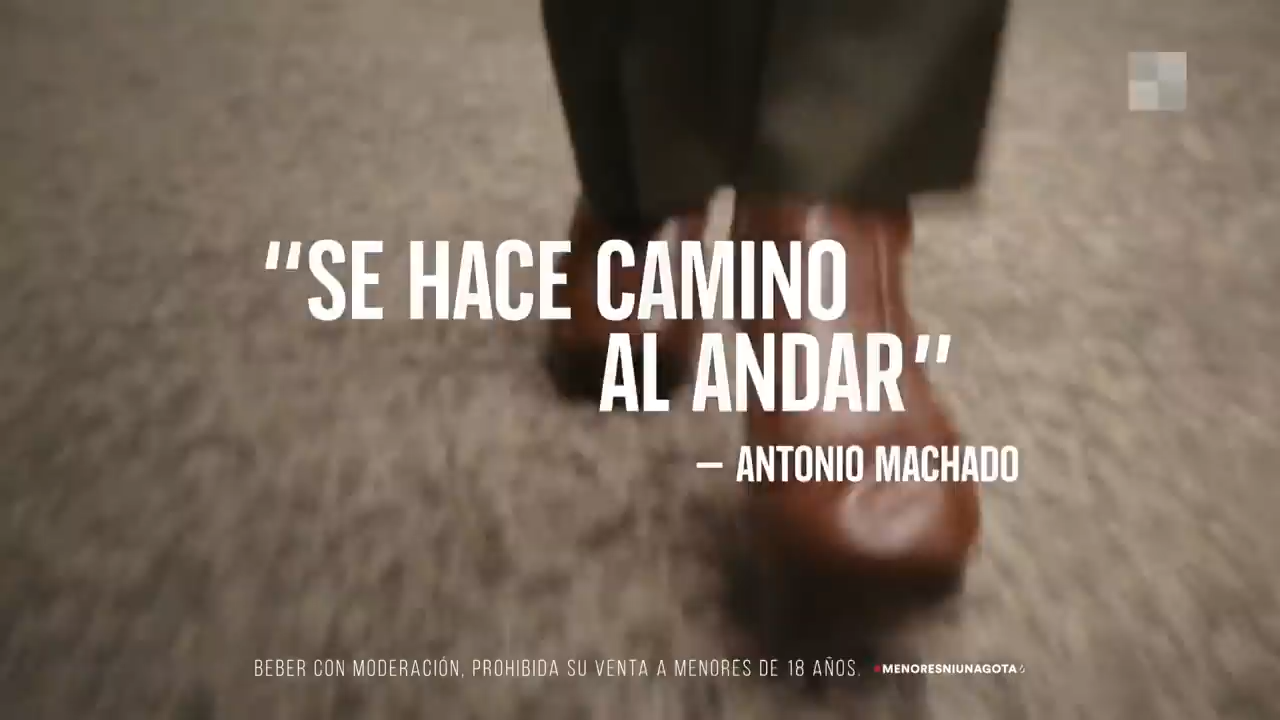 “SE HACE CAMINO
AL ANDAR”
– ANTONIO MACHADO
BEBER CON MODERACIÓN, PROHIBIDA SU VENTA A MENORES DE 18 AÑOS. #MENORESNIUNAGOTA